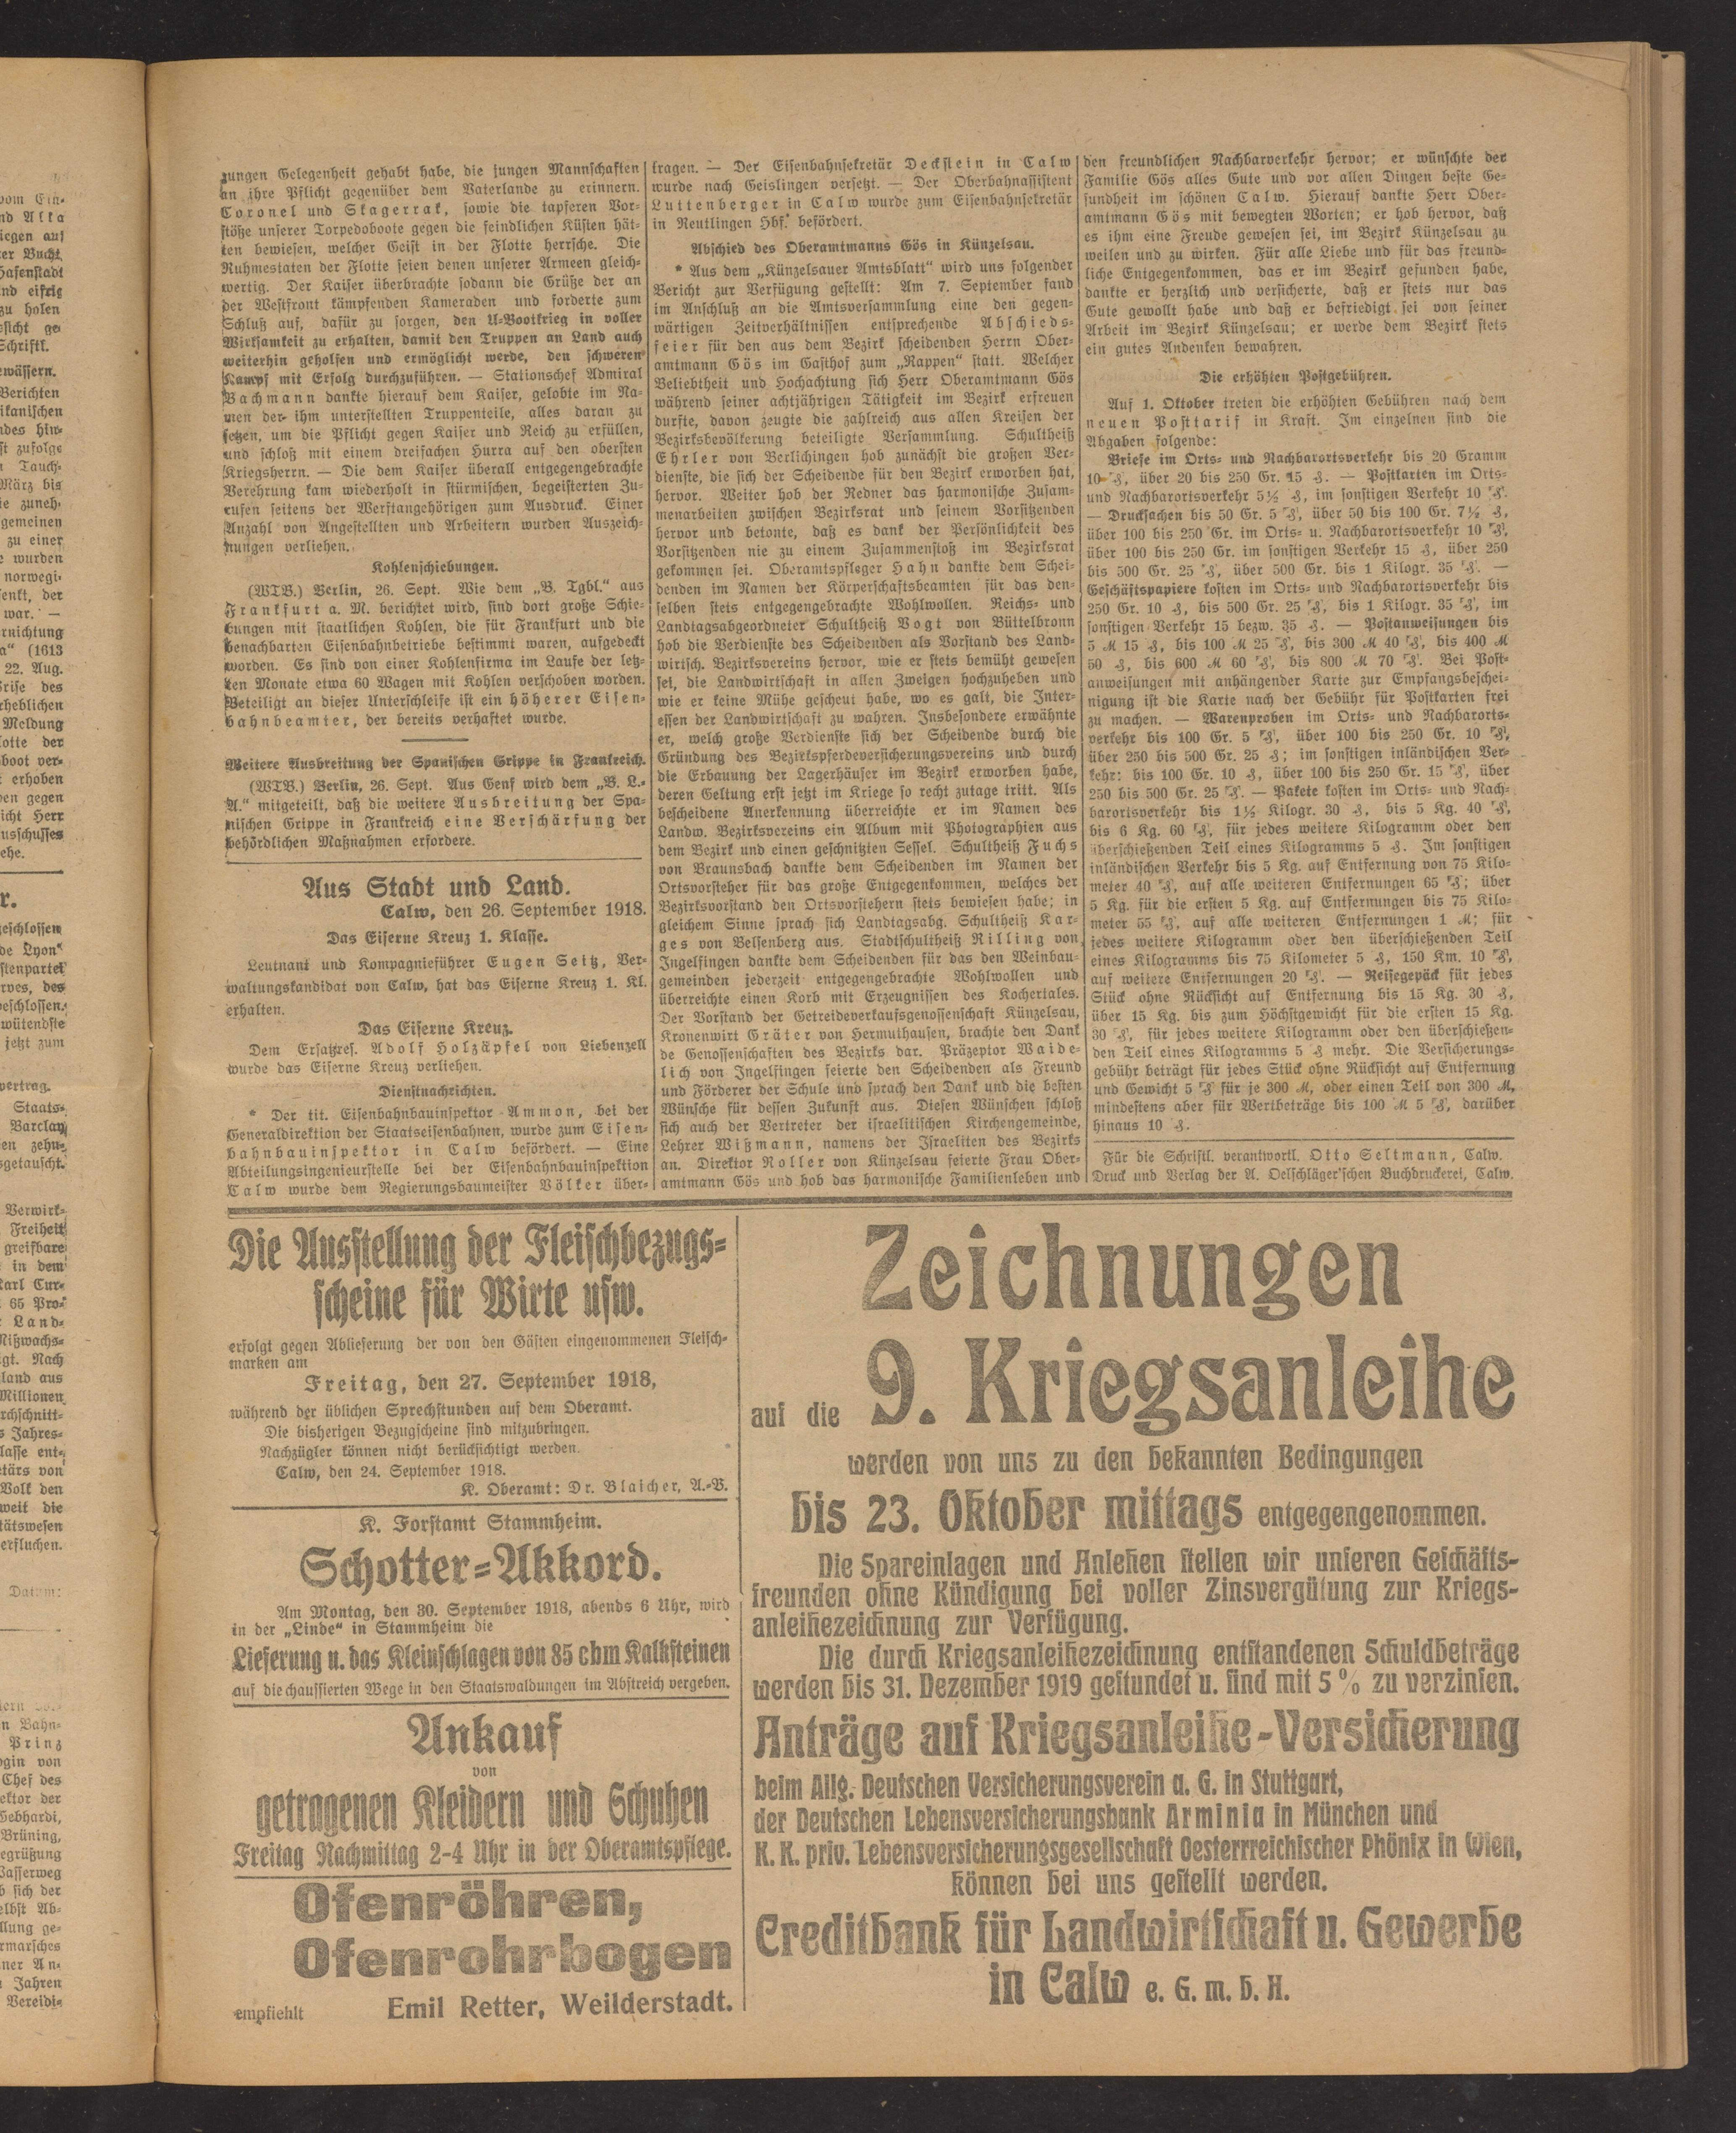 zungen Gelegenheit gehabt habe, die jungen Mannschaften
an ihre Pflicht gegenüber dem Vaterlande zu erinnern.
Coronel und Skagerrak, sowie die tapferen Vor-
stöße unserer Torpedoboote gegen die feindlichen Küsten hät-
ten bewiesen, welcher Geist in der Flotte herrsche. Die
Ruhmestaten der Flotte seien denen unserer Armeen gleich-
wertig. Der Kaiser überbrachte sodann die Grüße der an
der Westfront kämpfenden Kameraden und forderte zum
Schluß auf, dafür zu sorgen, den U-Bootkrieg in voller
Wirksamkeit zu erhalten, damit den Truppen an Land auch
weiterhin geholfen und ermöglicht werde, den schweren
Kampf mit Erfolg durchzuführen. — Stationschef Admiral
Bachmann dankte hierauf dem Kaiser, gelobte im Na-
men der ihm unterstellten Truppenteile, alles daran zu
setzen, um die Pflicht gegen Kaiser und Reich zu erfüllen,
und schloß mit einem dreifachen Hurra auf den obersten
Kriegsherrn. — Die dem Kaiser überall entgegengebrachte
Verehrung kam wiederholt in stürmischen, begeisterten Zu-
rufen seitens der Werftangehörigen zum Ausdruck. Einer
Anzahl von Angestellten und Arbeitern wurden Auszeich-
nungen verliehen.
Kohlenschiebungen.
(WTB.) Berlin, 26. Sept. Wie dem „B. Tgbl.“ aus
Frankfurt a. M. berichtet wird, sind dort große Schie-
bungen mit staatlichen Kohlen, die für Frankfurt und die
benachbarten Eisenbahnbetriebe bestimmt waren, aufgedeckt
worden. Es sind von einer Kohlenfirma im Laufe der letz-
ten Monate etwa 60 Wagen mit Kohlen verschoben worden.
Beteiligt an dieser Unterschleife ist ein höherer Eisen-
bahnbeamter, der bereits verhaftet wurde.
Weitere Ausbreitung der Spanischen Grippe in Frankreich.
(WTB.) Berlin, 26. Sept. Aus Genf wird dem „B. L.-
A.“ mitgeteilt, daß die weitere Ausbreitung der Spa-
nischen Grippe in Frankreich eine Verschärfung der
behördlichen Maßnahmen erfordere.
Aus Stadt und Land.
Calw, den 26. September 1918.
Das Eiserne Kreuz 1. Klasse.
Leutnant und Kompagnieführer Eugen Seitz, Ver-
waltungskandidat von Calw, hat das Eiserne Kreuz 1. Kl.
erhalten.
Das Eiserne Kreuz.
Dem Ersatzres. Adolf Holzäpfel von Liebenzell
wurde das Eiserne Kreuz verliehen.
Dienstnachrichten.
* Der tit. Eisenbahnbauinspektor Ammon, bei der
Generaldirektion der Staatseisenbahnen, wurde zum Eisen-
bahnbauinspektor in Calw befördert. — Eine
Abteilungsingenieurstelle bei der Eisenbahnbauinspektion
Calw wurde dem Regierungsbaumeister Völter über-
tragen. — Der Eisenbahnsekretär Deckstein in Calw
wurde nach Geislingen versetzt. — Der Oberbahnassistent
Luttenberger in Calw wurde zum Eisenbahnsekretär
in Reutlingen Hbf. befördert.
Abschied des Oberamtmanns Gös in Künzelsau.
* Aus dem „Künzelsauer Amtsblatt“ wird uns folgender
Bericht zur Verfügung gestellt: Am 7. September fand
im Anschluß an die Amtsversammlung eine den gegen-
wärtigen Zeitverhältnissen entsprechende Abschieds-
feier für den aus dem Bezirk scheidenden Herrn Ober-
amtmann Gös im Gasthof zum „Rappen“ statt. Welcher
Beliebtheit und Hochachtung sich Herr Oberamtmann Gös
während seiner achtjährigen Tätigkeit im Bezirk erfreuen
durfte, davon zeugte die zahlreich aus allen Kreisen der
Bezirksbevölkerung beteiligte Versammlung. Schultheiß
Ehrler von Berlichingen hob zunächst die großen Ver-
dienste, die sich der Scheidende für den Bezirk erworben hat,
hervor. Weiter hob der Redner das harmonische Zusam-
menarbeiten zwischen Bezirksrat und seinem Vorsitzenden
hervor und betonte, daß es dank der Persönlichkeit des
Vorsitzenden nie zu einem Zusammenstoß im Bezirksrat
gekommen sei. Oberamtspfleger Hahn dankte dem Schei-
denden im Namen der Körperschaftsbeamten für das den-
selben stets entgegengebrachte Wohlwollen. Reichs- und
Landtagsabgeordneter Schultheiß Vogt von Büttelbronn
hob die Verdienste des Scheidenden als Vorstand des Land-
wirtsch. Bezirksvereins hervor, wie er stets bemüht gewesen
sei, die Landwirtschaft in allen Zweigen hochzuheben und
wie er keine Mühe gescheut habe, wo es galt, die Inter-
essen der Landwirtschaft zu wahren. Insbesondere erwähnte
er, welch große Verdienste sich der Scheidende durch die
Gründung des Bezirkspferdeversicherungsvereins und durch
die Erbauung der Lagerhäuser im Bezirk erworben habe,
deren Geltung erst jetzt im Kriege so recht zutage tritt. Als
bescheidene Anerkennung überreichte er im Namen des
Landw. Bezirksvereins ein Album mit Photographien aus
dem Bezirk und einen geschnitzten Sessel. Schultheiß Fuchs
von Braunsbach dankte dem Scheidenden im Namen der
Ortsvorsteher für das große Entgegenkommen, welches der
Bezirksvorstand den Ortsvorstehern stets bewiesen habe; in
gleichem Sinne sprach sich Landtagsabg. Schultheiß Kar-
ges von Belsenberg aus. Stadtschultheiß Rilling von
Ingelfingen dankte dem Scheidenden für das den Weinbau-
gemeinden jederzeit entgegengebrachte Wohlwollen und
überreichte einen Korb mit Erzeugnissen des Kochertales.
Der Vorstand der Getreideverkaufsgenossenschaft Künzelsau,
Kronenwirt Gräter von Hermuthausen, brachte den Dank
de Genossenschaften des Bezirks dar. Präzeptor Waide-
lich von Ingelfingen feierte den Scheidenden als Freund
und Förderer der Schule und sprach den Dank und die besten
Wünsche für dessen Zukunft aus. Diesen Wünschen schloß
sich auch der Vertreter der israelitischen Kirchengemeinde,
Lehrer Wißmann, namens der Israeliten des Bezirks
an. Direktor Roller von Künzelsau feierte Frau Ober-
amtmann Gös und hob das harmonische Familienleben und
den freundlichen Nachbarverkehr hervor; er wünschte der
Familie Gös alles Gute und vor allen Dingen beste Ge-
sundheit im schönen Calw. Hierauf dankte Herr Ober-
amtmann Gös mit bewegten Worten; er hob hervor, daß
es ihm eine Freude gewesen sei, im Bezirk Künzelsau zu
weilen und zu wirken. Für alle Liebe und für das freund-
liche Entgegenkommen, das er im Bezirk gefunden habe,
dankte er herzlich und versicherte, daß er stets nur das
Gute gewollt habe und daß er befriedigt sei von seiner
Arbeit im Bezirk Künzelsau; er werde dem Bezirk stets
ein gutes Andenken bewahren.
Die erhöhten Postgebühren.
Auf 1. Oktober treten die erhöhten Gebühren nach dem
neuen Posttarif in Kraft. Im einzelnen sind die
Abgaben folgende:
Briefe im Orts- und Nachbarortsverkehr bis 20 Gramm
10 ₰, über 20 bis 250 Gr. 15 ₰. — Postkarten im Orts-
und Nachbarortsverkehr 5½ ₰, im sonstigen Verkehr 10 ₰.
— Drucksachen bis 50 Gr. 5 ₰, über 50 bis 100 Gr. 7½ ₰,
über 100 bis 250 Gr. im Orts- u. Nachbarortsverkehr 10 ₰,
über 100 bis 250 Gr. im sonstigen Verkehr 15 ₰, über 250
bis 500 Gr. 25 ₰, über 500 Gr. bis 1 Kilogr. 35 ₰. —
Geschäftspapiere kosten im Orts- und Nachbarortsverkehr bis
250 Gr. 10 ₰, bis 500 Gr. 25 ₰, bis 1 Kilogr. 35 ₰, im
sonstigen Verkehr 15 bezw. 35 ₰. — Postanweisungen bis
5 M 15 ₰, bis 100 M 25 ₰, bis 300 M 40 ₰, bis 400 M
50 ₰, bis 600 M 60 ₰, bis 800 M 70 ₰. Bei Post-
anweisungen mit anhängender Karte zur Empfangsbeschei-
nigung ist die Karte nach der Gebühr für Postkarten frei
zu machen. — Warenproben im Orts- und Nachbarorts-
verkehr bis 100 Gr. 5 ₰, über 100 bis 250 Gr. 10 ₰,
über 250 bis 500 Gr. 25 ₰; im sonstigen inländischen Ver-
kehr: bis 100 Gr. 10 ₰, über 100 bis 250 Gr. 15 ₰, über
250 bis 500 Gr. 25 ₰. — Pakete kosten im Orts- und Nach-
barortsverkehr bis 1½ Kilogr. 30 ₰, bis 5 Kg. 40 ₰,
bis 6 Kg. 60 ₰, für jedes weitere Kilogramm oder den
überschießenden Teil eines Kilogramms 5 ₰. Im sonstigen
inländischen Verkehr bis 5 Kg. auf Entfernung von 75 Kilo-
meter 40 ₰, auf alle weiteren Entfernungen 65 ₰; über
5 Kg. für die ersten 5 Kg. auf Entfernungen bis 75 Kilo-
meter 55 ₰, auf alle weiteren Entfernungen 1 M; für
jedes weitere Kilogramm oder den überschießenden Teil
eines Kilogramms bis 75 Kilometer 5 ₰, 150 Km. 10 ₰,
auf weitere Entfernungen 20 ₰. — Reisegepäck für jedes
Stück ohne Rücksicht auf Entfernung bis 15 Kg. 30 ₰,
über 15 Kg. bis zum Höchstgewicht für die ersten 15 Kg.
30 ₰, für jedes weitere Kilogramm oder den überschießen-
den Teil eines Kilogramms 5 ₰ mehr. Die Versicherungs-
gebühr beträgt für jedes Stück ohne Rücksicht auf Entfernung
und Gewicht 5 ₰ für je 300 M, oder einen Teil von 300 M,
mindestens aber für Wertbeträge bis 100 M 5 ₰, darüber
hinaus 10 ₰.
Für die Schriftl. verantwortl. Otto Seltmann, Calw.
Druck und Verlag der A. Oelschläger'schen Buchdruckerei, Calw.
Die Ausstellung der Fleischbezugs-
scheine für Wirte usw.
erfolgt gegen Ablieferung der von den Gästen eingenommenen Fleisch-
marken am
Freitag, den 27. September 1918,
während der üblichen Sprechstunden auf dem Oberamt.
Die bisherigen Bezugscheine sind mitzubringen.
Nachzügler können nicht berücksichtigt werden.
Calw, den 24. September 1918.
K. Oberamt: Dr. Blaicher, A.-V.
K. Forstamt Stammheim.
Schotter-Akkord.
Am Montag, den 30. September 1918, abends 6 Uhr, wird
in der „Linde“ in Stammheim die
Lieferung u. das Kleinschlagen von 85 cbm Kalksteinen
auf die chaussierten Wege in den Staatswaldungen im Abstreich vergeben.
Ankauf
von
getragenen Kleidern und Schuhen
Freitag Nachmittag 2-4 Uhr in der Oberamtspflege.
Ofenröhren,
Ofenrohrbogen
empfiehlt Emil Retter, Weilderstadt.
Zeichnungen
auf die 9. Kriegsanleihe
werden von uns zu den bekannten Bedingungen
bis 23. Oktober mittags entgegengenommen.
Die Spareinlagen und Anlehen stellen wir unseren Geschäfts-
freunden ohne Kündigung bei voller Zinsvergütung zur Kriegs-
anleihezeichnung zur Verfügung.
Die durch Kriegsanleihezeichnung entstandenen Schuldbeträge
werden bis 31. Dezember 1919 gestundet u. sind mit 5 % zu verzinsen.
Anträge auf Kriegsanleihe-Versicherung
beim Allg. Deutschen Versicherungsverein a. G. in Stuttgart,
der Deutschen Lebensversicherungsbank Arminia in München und
K. K. priv. Lebensversicherungsgesellschaft Oesterrreichischer Phönix in Wien,
können bei uns gestellt werden.
Creditbank für Landwirtschaft u. Gewerbe
in Calw e. G. m. b. H.